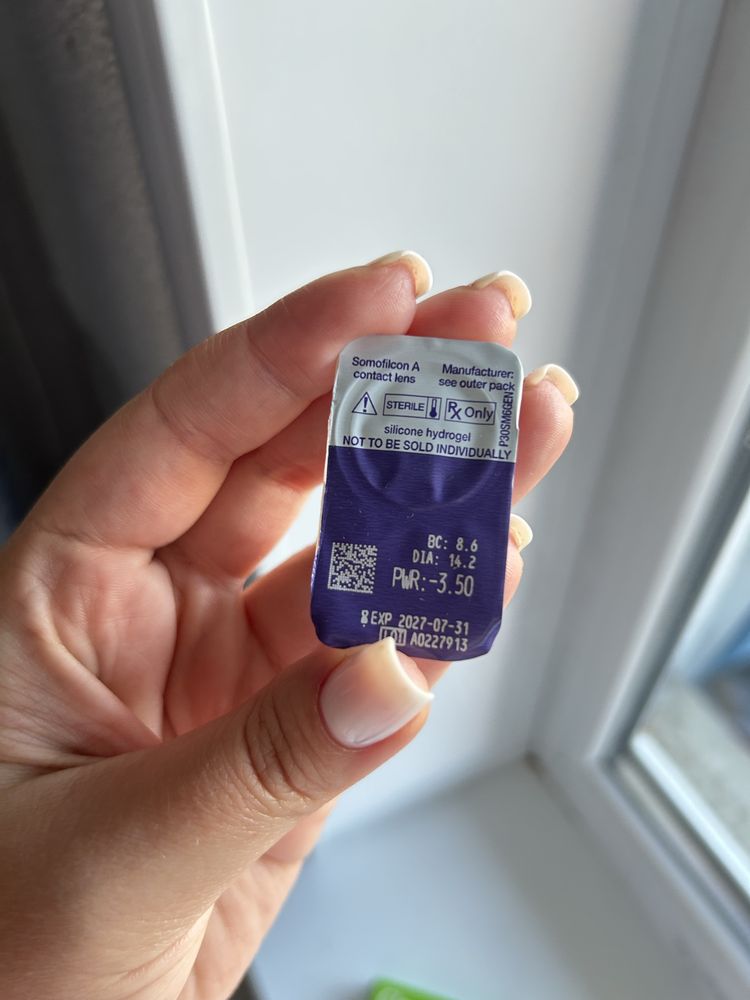 Somofilcon A
contact lens
Manufacturer:
see outer pack
STERILE
Rx Only
P30SM6GEN
silicone hydrogel
NOT TO BE SOLD INDIVIDUALLY
BC: 8.6
DIA: 14.2
PWR:-3.50
EXP 2027-07-31
LOT A0227913